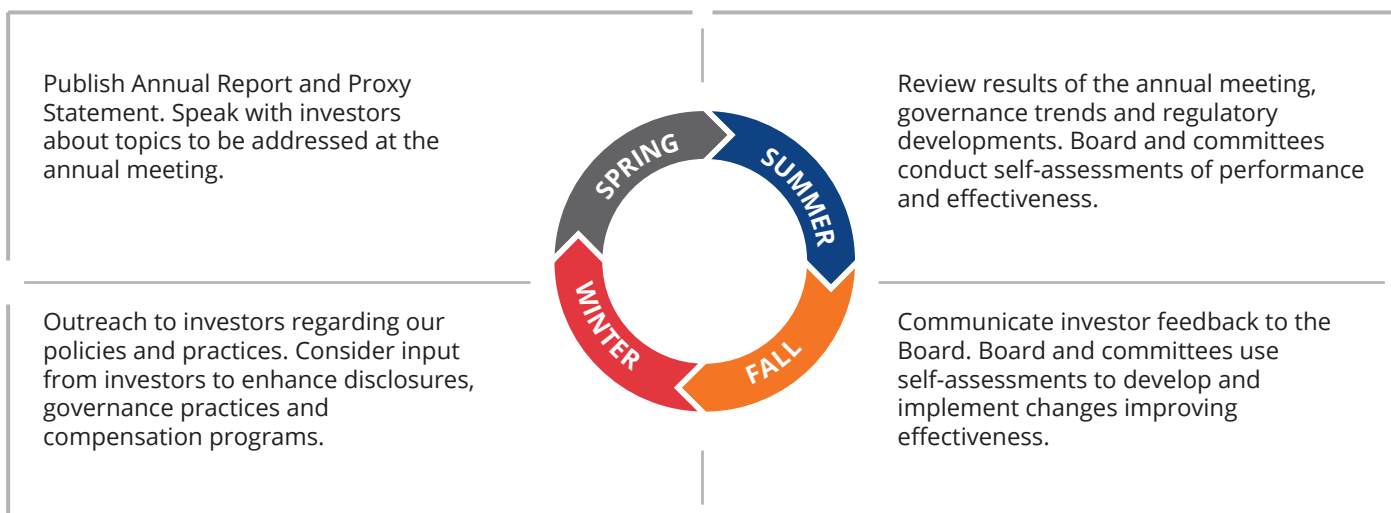 Publish Annual Report and Proxy
Statement. Speak with investors
about topics to be addressed at the
annual meeting.
SPRING
SUMMER
Review results of the annual meeting,
governance trends and regulatory
developments. Board and committees
conduct self-assessments of performance
and effectiveness.
Outreach to investors regarding our
policies and practices. Consider input
from investors to enhance disclosures,
governance practices and
compensation programs.
WINTER
FALL
Communicate investor feedback to the
Board. Board and committees use
self-assessments to develop and
implement changes improving
effectiveness.